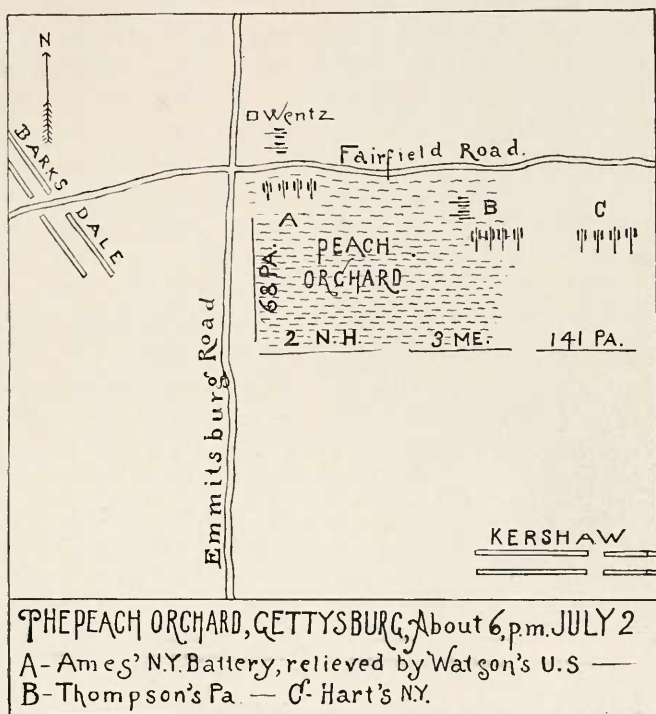 N
Wentz
Fairfield Road.
BARKS
DALE
A
B
C
PEACH
ORCHARD
68 PA.
2 N.H.
3 ME.
141 PA.
Emmitsburg Road
KERSHAW
THE PEACH ORCHARD, GETTYSBURG, About 6, p.m. JULY 2
A- Ames' N.Y. Battery, relieved by Watson's U.S —
B- Thompson's Pa — C- Hart's N.Y.